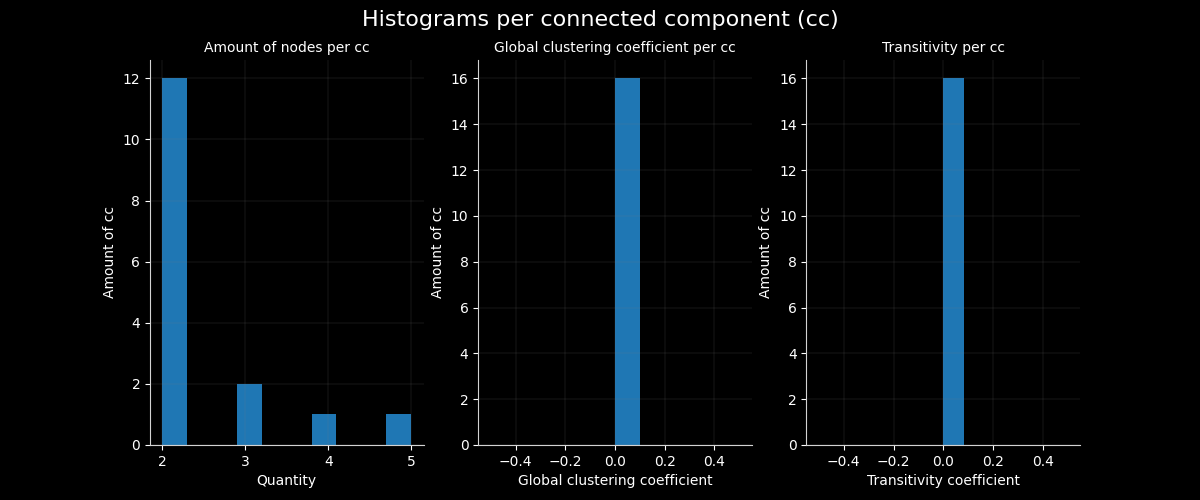 Histograms per connected component (cc)
Amount of nodes per cc
Global clustering coefficient per cc
Transitivity per cc
12
10
8
6
4
2
0
Amount of cc
2 3 4 5
Quantity
16
14
12
10
8
6
4
2
0
Amount of cc
−0.4 −0.2 0.0 0.2 0.4
Global clustering coefficient
16
14
12
10
8
6
4
2
0
Amount of cc
−0.4 −0.2 0.0 0.2 0.4
Transitivity coefficient